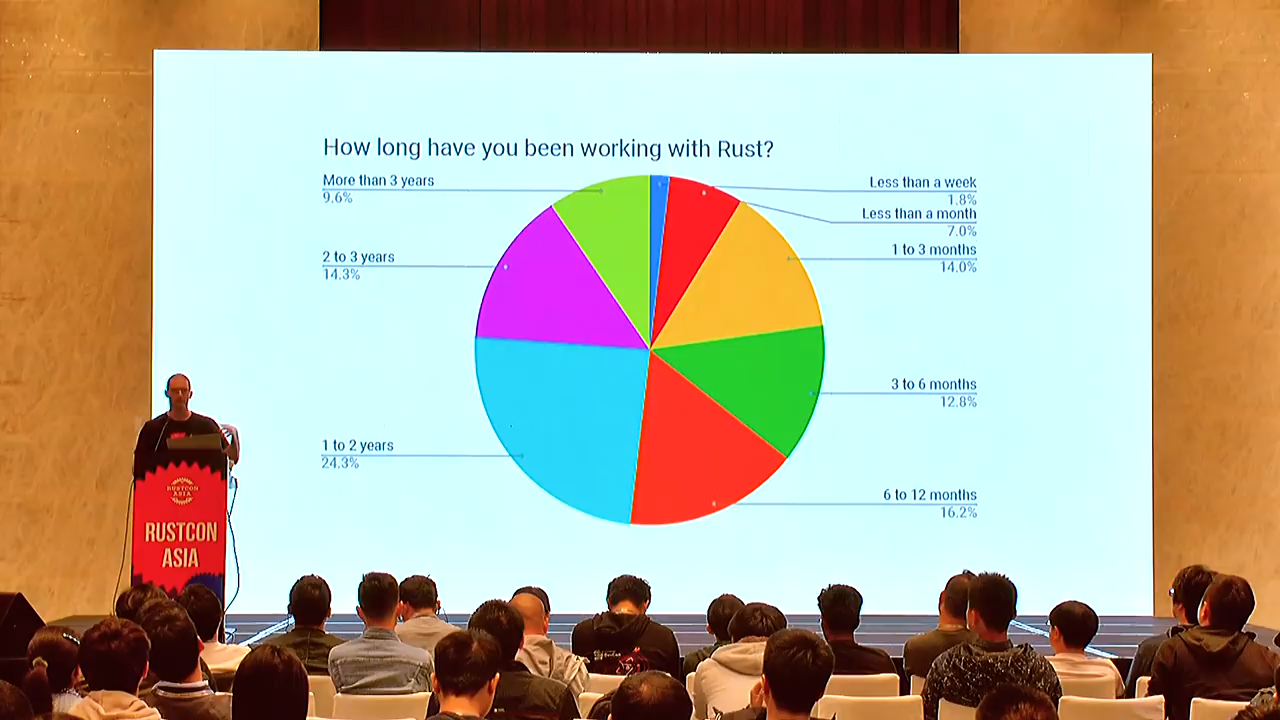 How long have you been working with Rust?
More than 3 years
9.6%
2 to 3 years
14.3%
1 to 2 years
24.3%
Less than a week
1.8%
Less than a month
7.0%
1 to 3 months
14.0%
3 to 6 months
12.8%
6 to 12 months
16.2%
RUSTCON
ASIA
RUSTCON
ASIA